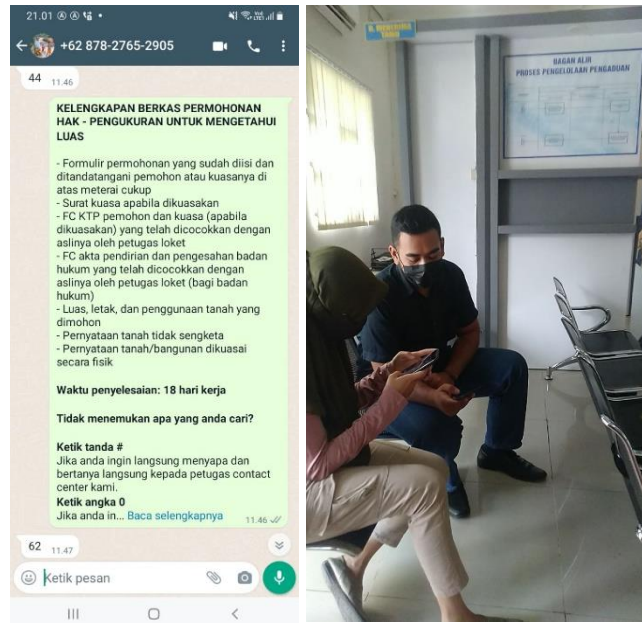 21.01
+62 878-2765-2905
44 11.46
KELENGKAPAN BERKAS PERMOHONAN
HAK - PENGUKURAN UNTUK MENGETAHUI
LUAS
- Formulir permohonan yang sudah diisi dan
ditandatangani pemohon atau kuasanya di
atas meterai cukup
- Surat kuasa apabila dikuasakan
- FC KTP pemohon dan kuasa (apabila
dikuasakan) yang telah dicocokkan dengan
aslinya oleh petugas loket
- FC akta pendirian dan pengesahan badan
hukum yang telah dicocokkan dengan
aslinya oleh petugas loket (bagi badan
hukum)
- Luas, letak, dan penggunaan tanah yang
dimohon
- Pernyataan tanah tidak sengketa
- Pernyataan tanah/bangunan dikuasai
secara fisik
Waktu penyelesaian: 18 hari kerja
Tidak menemukan apa yang anda cari?
Ketik tanda #
Jika anda ingin langsung menyapa dan
bertanya langsung kepada petugas contact
center kami.
Ketik angka 0
Jika anda in... Baca selengkapnya 11.46
62 11.47
Ketik pesan
BAGAN ALIR
PROSES PENGELOLAAN PENGADUAN